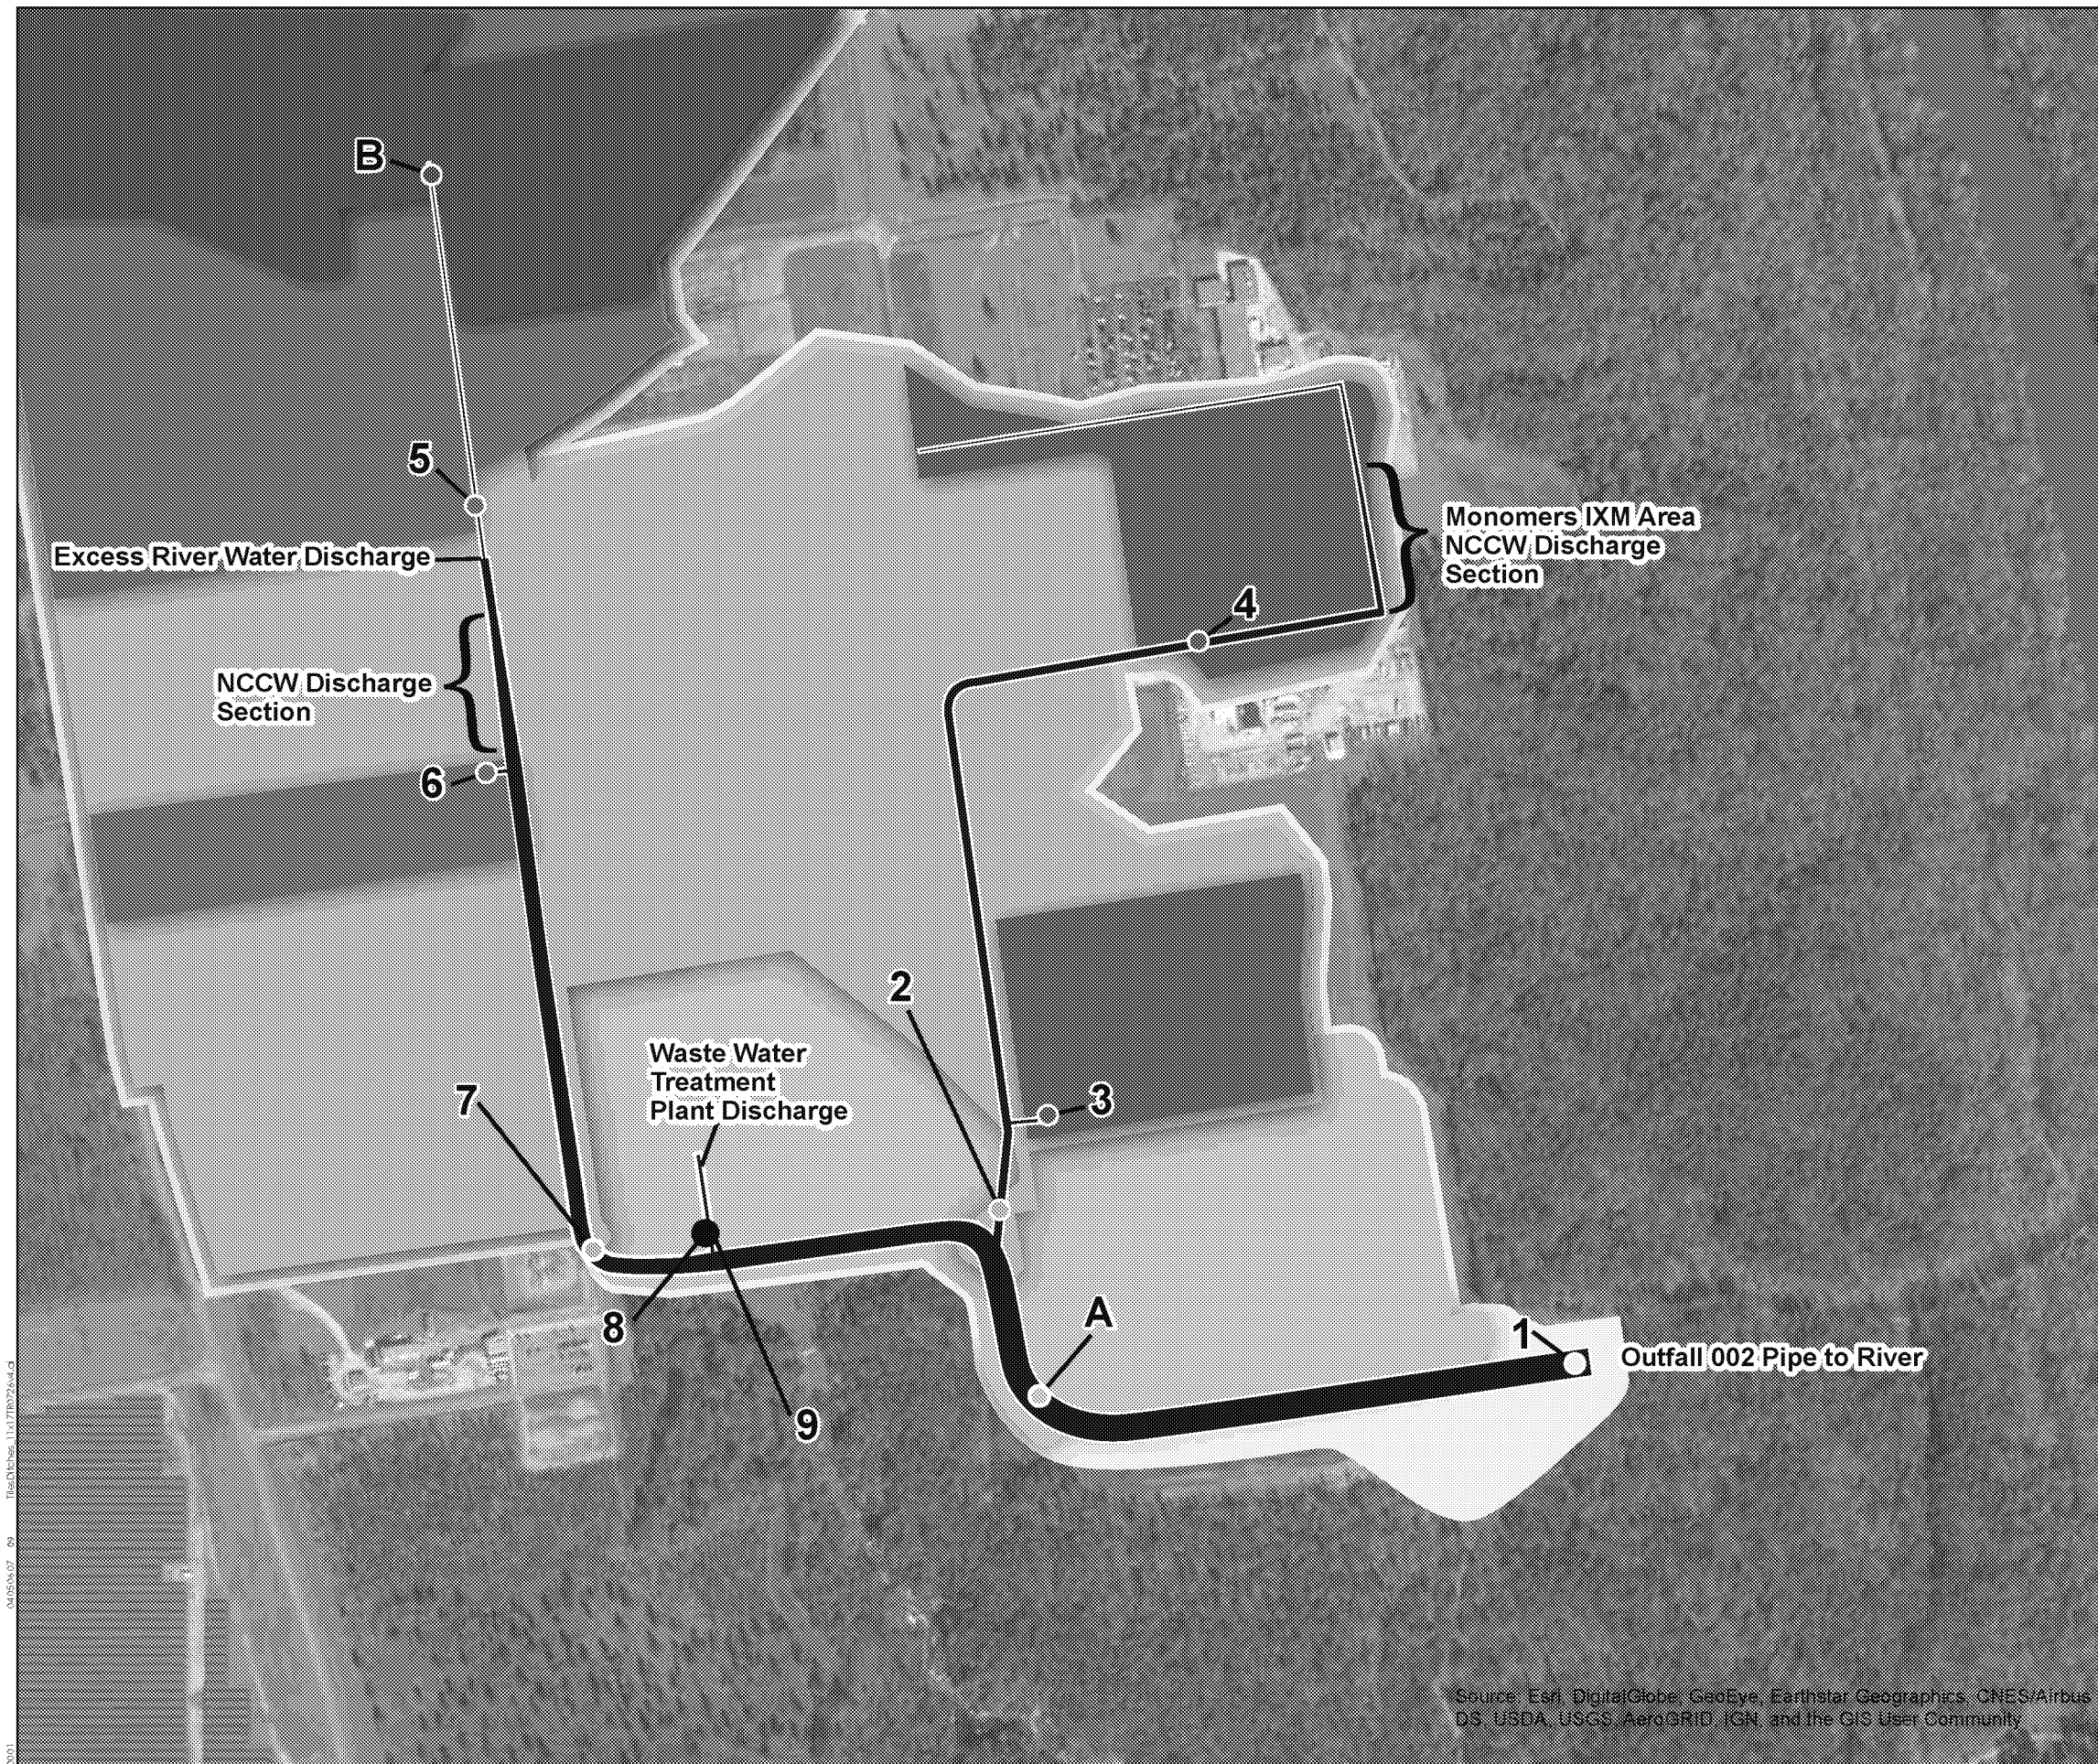 B
5
Excess River Water Discharge
Monomers IXM Area
NCCW Discharge
Section
4
NCCW Discharge
Section
6
2
Waste Water
Treatment
Plant Discharge
7
3
8
A
1
Outfall 002 Pipe to River
9
Source: Esri, DigitalGlobe, GeoEye, Earthstar Geographics, CNES/Airbus
DS, USDA, USGS, AeroGRID, IGN, and the GIS User Community